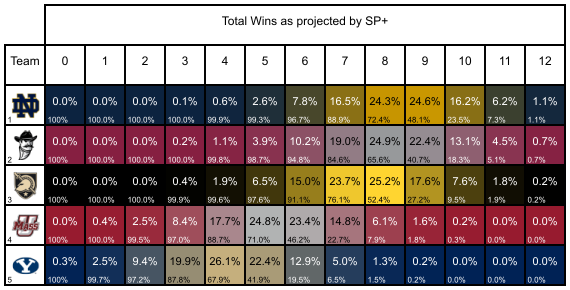 Total Wins as projected by SP+
Team 0 1 2 3 4 5 6 7 8 9 10 11 12
0.0% 0.0% 0.0% 0.1% 0.6% 2.6% 7.8% 16.5% 24.3% 24.6% 16.2% 6.2% 1.1%
1 100% 100.0% 100.0% 100.0% 99.9% 99.3% 96.7% 88.9% 72.4% 48.1% 23.5% 7.3% 1.1%
0.0% 0.0% 0.0% 0.2% 1.1% 3.9% 10.2% 19.0% 24.9% 22.4% 13.1% 4.5% 0.7%
2 100% 100.0% 100.0% 100.0% 99.8% 98.7% 94.8% 84.6% 65.6% 40.7% 18.3% 5.1% 0.7%
0.0% 0.0% 0.0% 0.4% 1.9% 6.5% 15.0% 23.7% 25.2% 17.6% 7.6% 1.8% 0.2%
3 100% 100.0% 100.0% 99.9% 99.6% 97.6% 91.1% 76.1% 52.4% 27.2% 9.5% 1.9% 0.2%
UMass
0.0% 0.4% 2.5% 8.4% 17.7% 24.8% 23.4% 14.8% 6.1% 1.6% 0.2% 0.0% 0.0%
4 100% 100.0% 99.5% 97.0% 88.7% 71.0% 46.2% 22.7% 7.9% 1.8% 0.3% 0.0% 0.0%
BYU
0.3% 2.5% 9.4% 19.9% 26.1% 22.4% 12.9% 5.0% 1.3% 0.2% 0.0% 0.0% 0.0%
5 100% 99.7% 97.2% 87.8% 67.9% 41.9% 19.5% 6.5% 1.5% 0.2% 0.0% 0.0% 0.0%